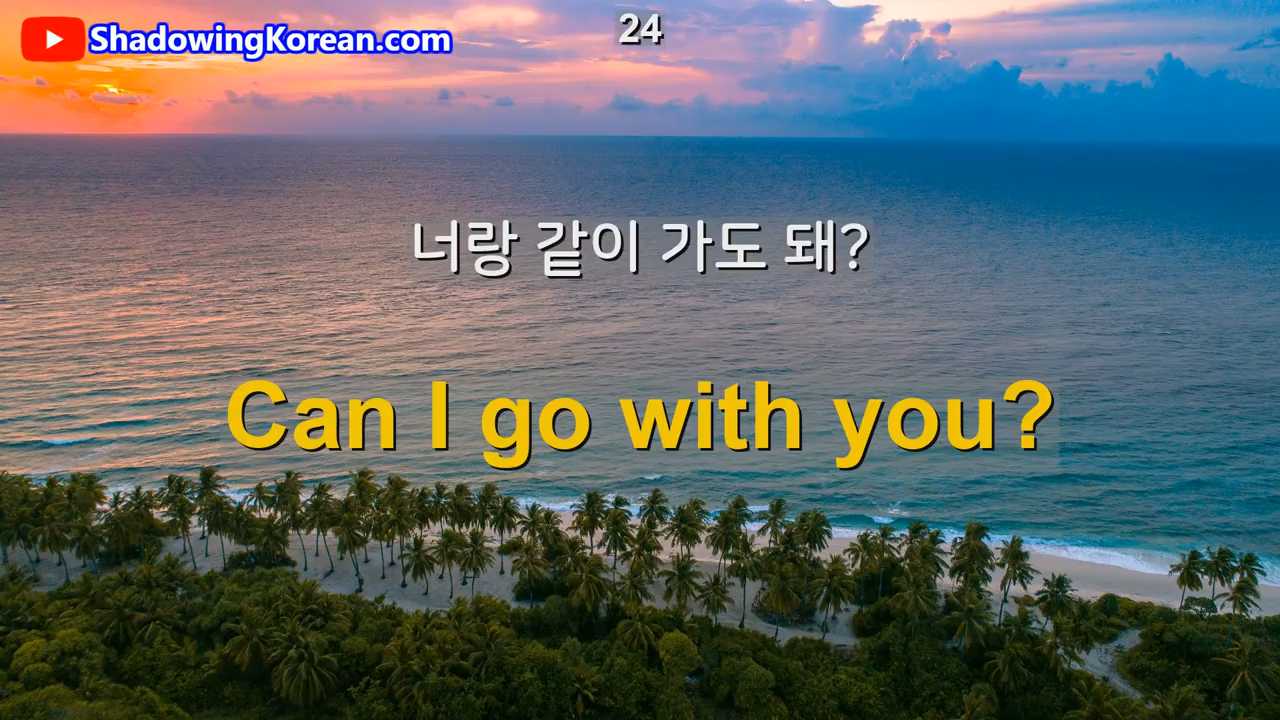 ShadowingKorean.com
24
너랑 같이 가도 돼?
Can I go with you?